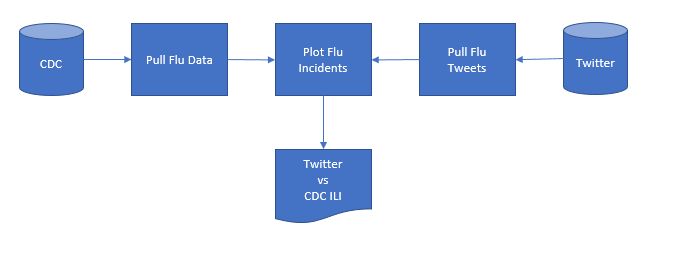 CDC
Pull Flu Data
Plot Flu
Incidents
Pull Flu
Tweets
Twitter
Twitter
vs
CDC ILI